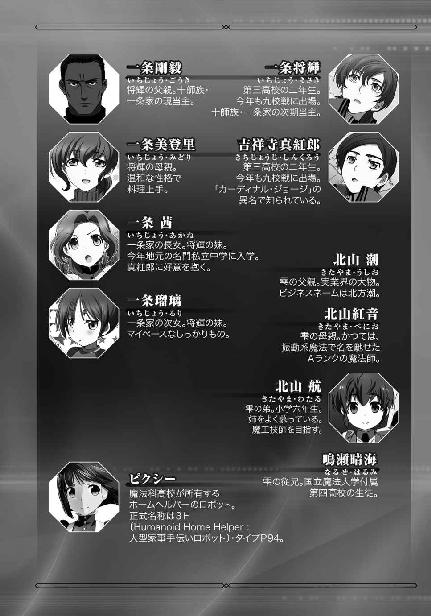 一条剛毅
いちじょう・ごうき
将輝の父親。十師族・
一条家の現当主。
一条将輝
いちじょう・まさき
第三高校の二年生。
今年も九校戦に出場。
十師族・一条家の次期当主。
一条美登里
いちじょう・みどり
将輝の母親。
温和な性格で
料理上手。
吉祥寺真紅郎
きちじょうじ・しんくろう
第三高校の二年生。
今年も九校戦に出場。
「カーディナル・ジョージ」の
異名で知られている。
一条 茜
いちじょう・あかね
一条家の長女。将輝の妹。
今年地元の名門私立中学に入学。
真紅郎に好意を抱く。
一条瑠璃
いちじょう・るり
一条家の次女。将輝の妹。
マイペースなしっかりもの。
北山 潮
きたやま・うしお
雫の父親。実業界の大物。
ビジネスネームは北方潮。
北山紅音
きたやま・べにお
雫の母親。かつては、
振動系魔法で名を馳せた
Aランクの魔法師。
北山 航
きたやま・わたる
雫の弟。小学六年生。
姉をよく慕っている。
魔工技師を目指す。
鳴瀬晴海
なるせ・はるみ
雫の従兄。国立魔法大学付属
第四高校の生徒。
ピクシー
魔法科高校が所有する
ホームヘルパーロボット。
正式名称は3H
(Humanoid Home Helper:
人型家事手伝いロボット)・タイプP94。